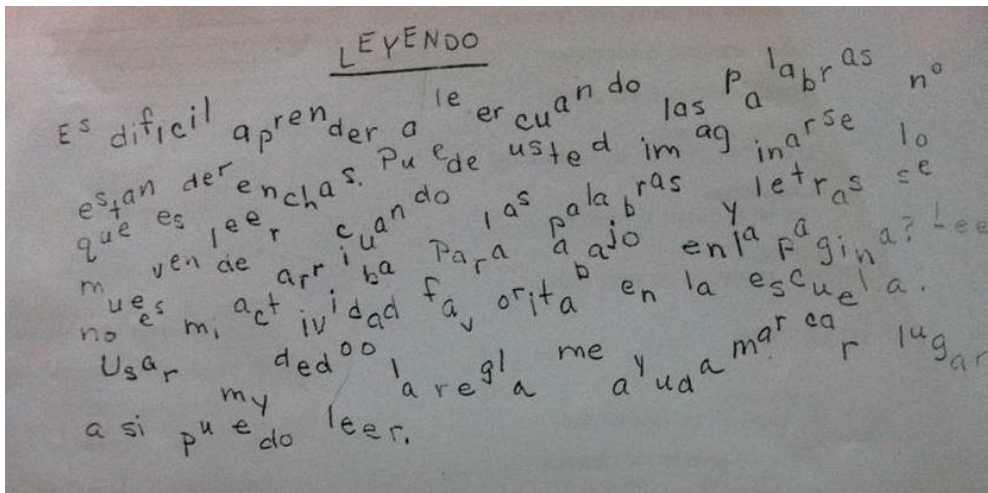 LEYENDO
Es dificil aprender a leer cuando las palabras no
estan derenchas. Puede usted imaginarse lo
que es leer cuando las palabras y letras se
mueven de arriba Para abajo en la pagina? Lee
no es mi actividad favorita en la escuela.
Usar my dedo o la regla me ayuda marcar lugar
a si puedo leer.